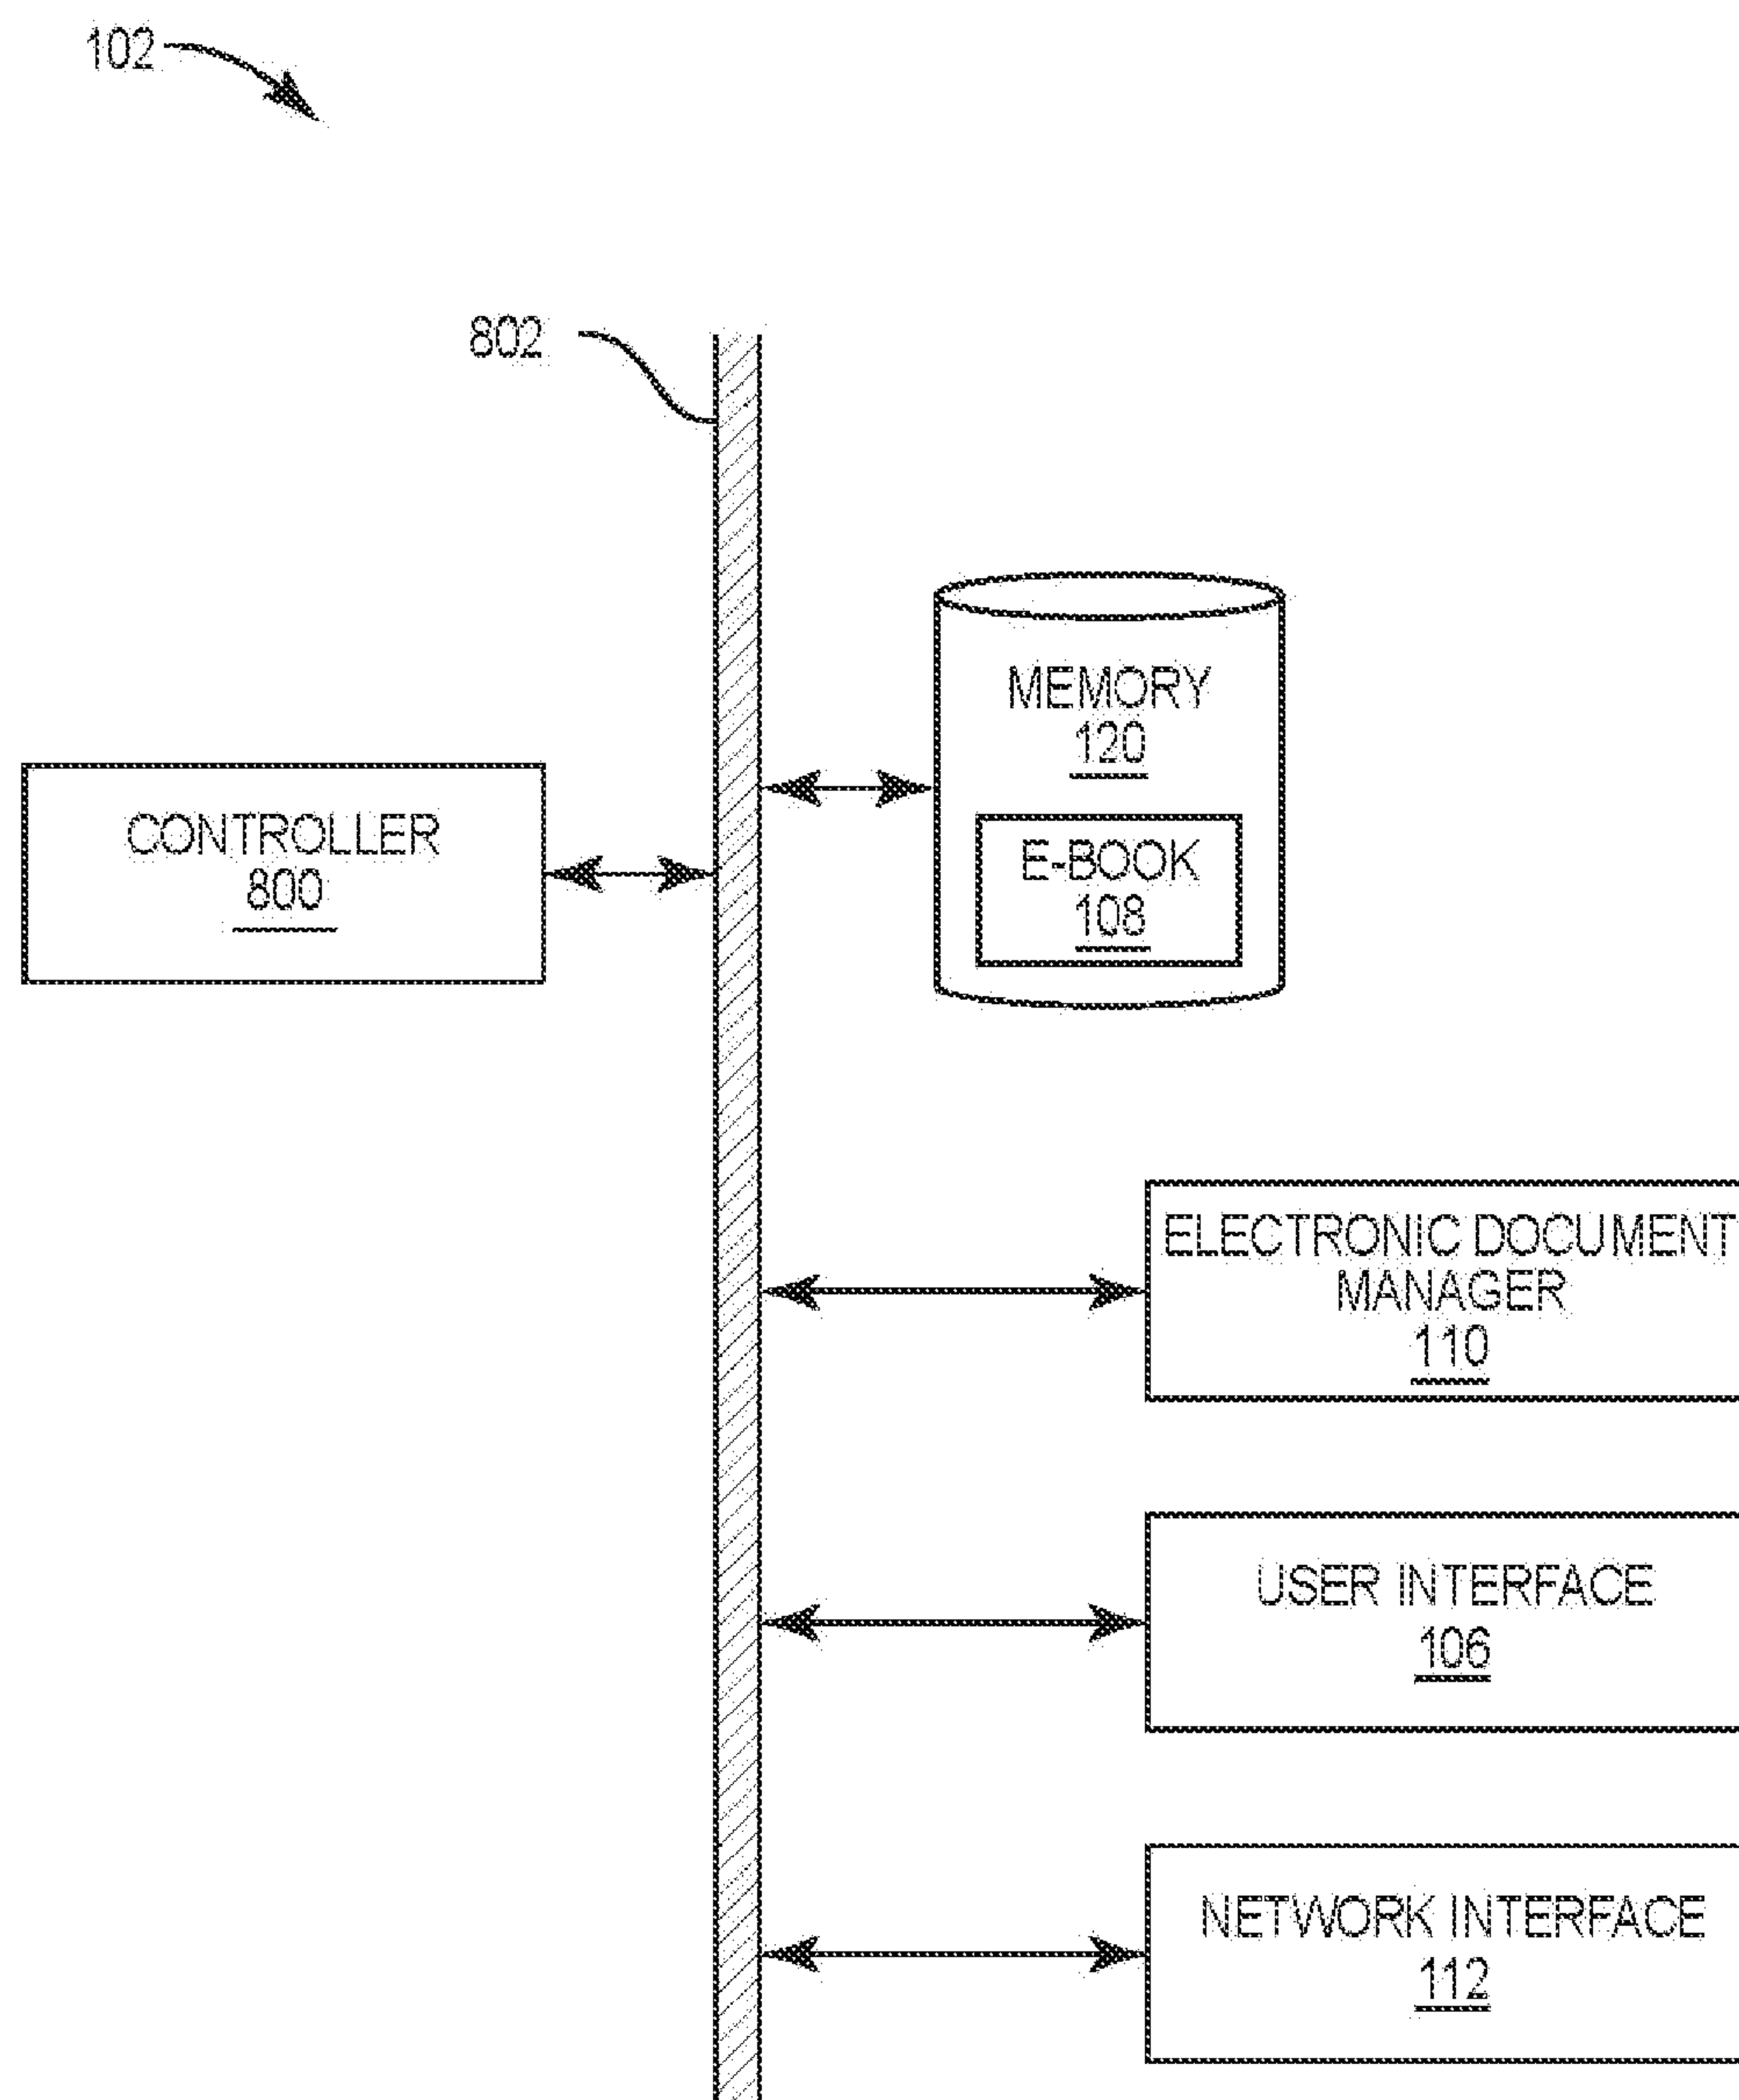 102
802
MEMORY
120
CONTROLLER
800
E-BOOK
108
ELECTRONIC DOCUMENT
MANAGER
110
USER INTERFACE
106
NETWORK INTERFACE
112